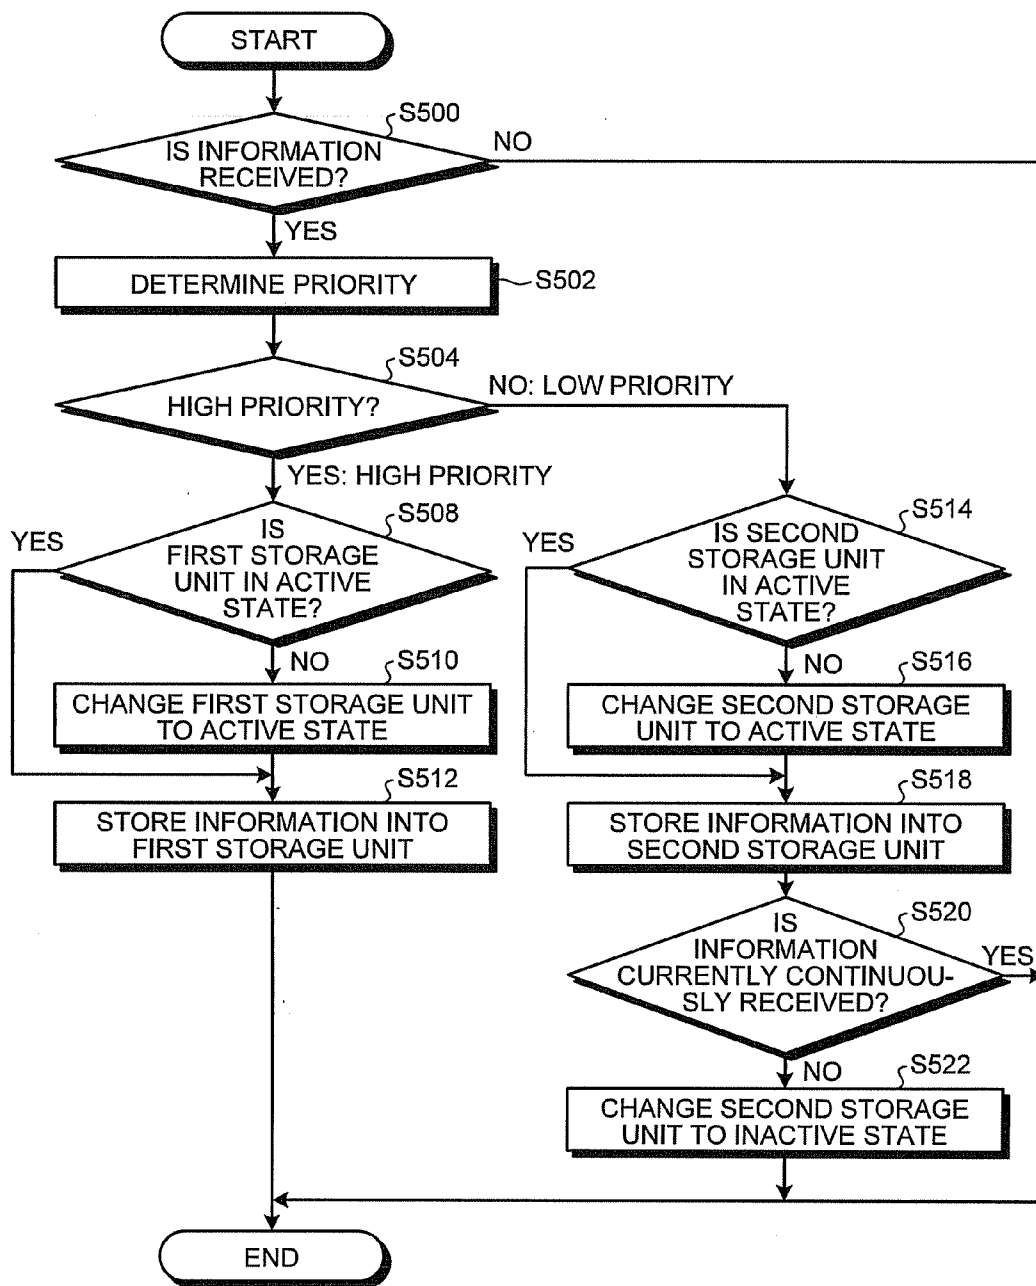 START
S500
IS INFORMATION
RECEIVED?
NO
YES
DETERMINE PRIORITY
S502
S504
HIGH PRIORITY?
NO: LOW PRIORITY
YES: HIGH PRIORITY
S508
YES
IS
FIRST STORAGE
UNIT IN ACTIVE
STATE?
NO
S510
CHANGE FIRST STORAGE UNIT
TO ACTIVE STATE
S512
STORE INFORMATION INTO
FIRST STORAGE UNIT
S514
YES
IS SECOND
STORAGE UNIT
IN ACTIVE
STATE?
NO
S516
CHANGE SECOND STORAGE
UNIT TO ACTIVE STATE
S518
STORE INFORMATION INTO
SECOND STORAGE UNIT
S520
IS
INFORMATION
CURRENTLY CONTINUOU-
SLY RECEIVED?
YES
NO
S522
CHANGE SECOND STORAGE
UNIT TO INACTIVE STATE
END